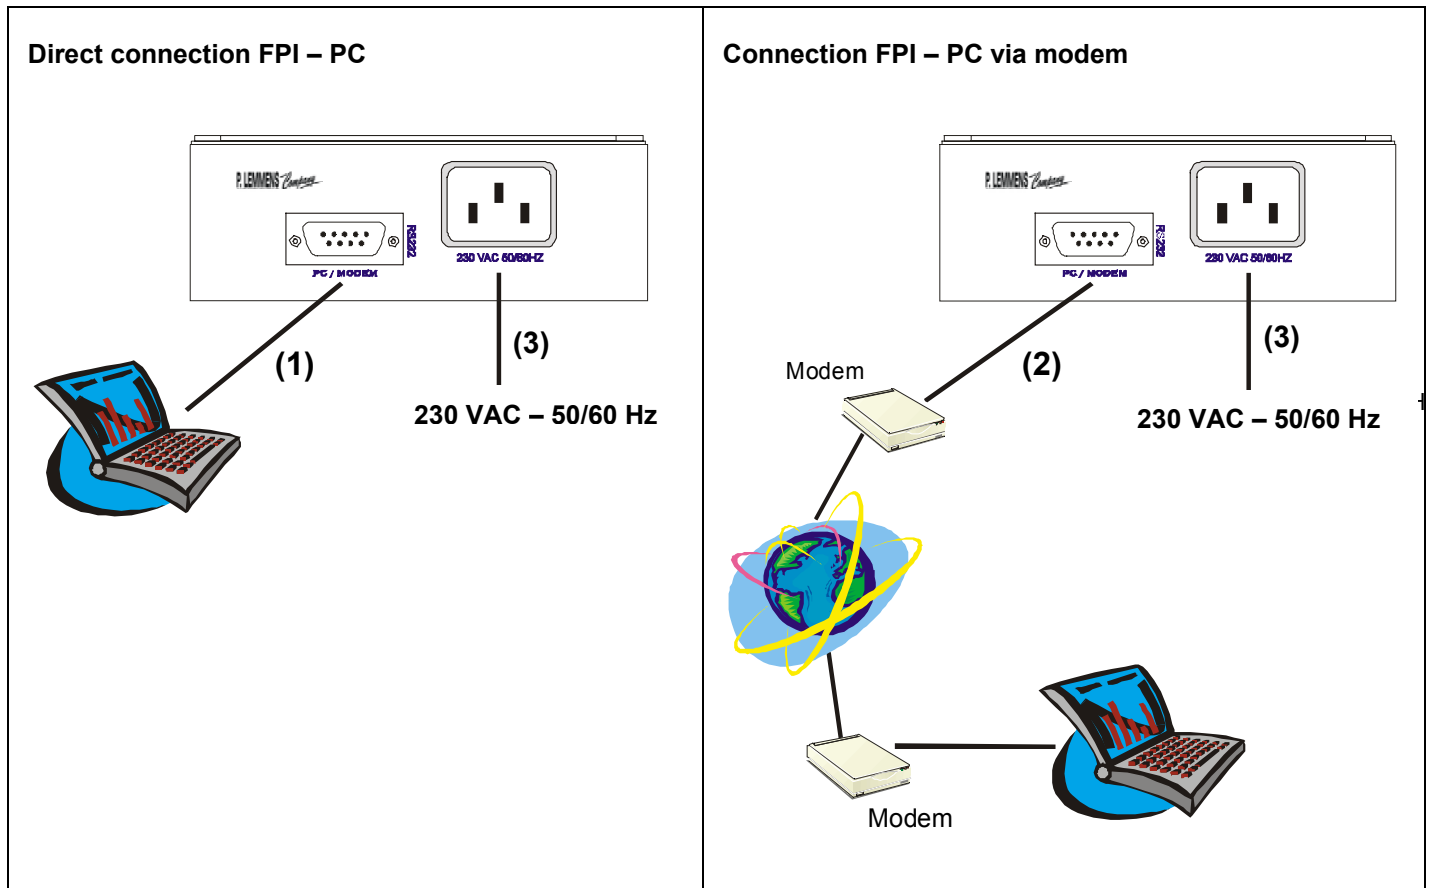 Direct connection FPI – PC
P. LEMMENS Company
RS232
PC / MODEM
230 VAC 50/60HZ
(1)
(3)
230 VAC – 50/60 Hz
Connection FPI – PC via modem
P. LEMMENS Company
RS232
PC / MODEM
230 VAC 50/60HZ
(2)
(3)
Modem
230 VAC – 50/60 Hz
Modem